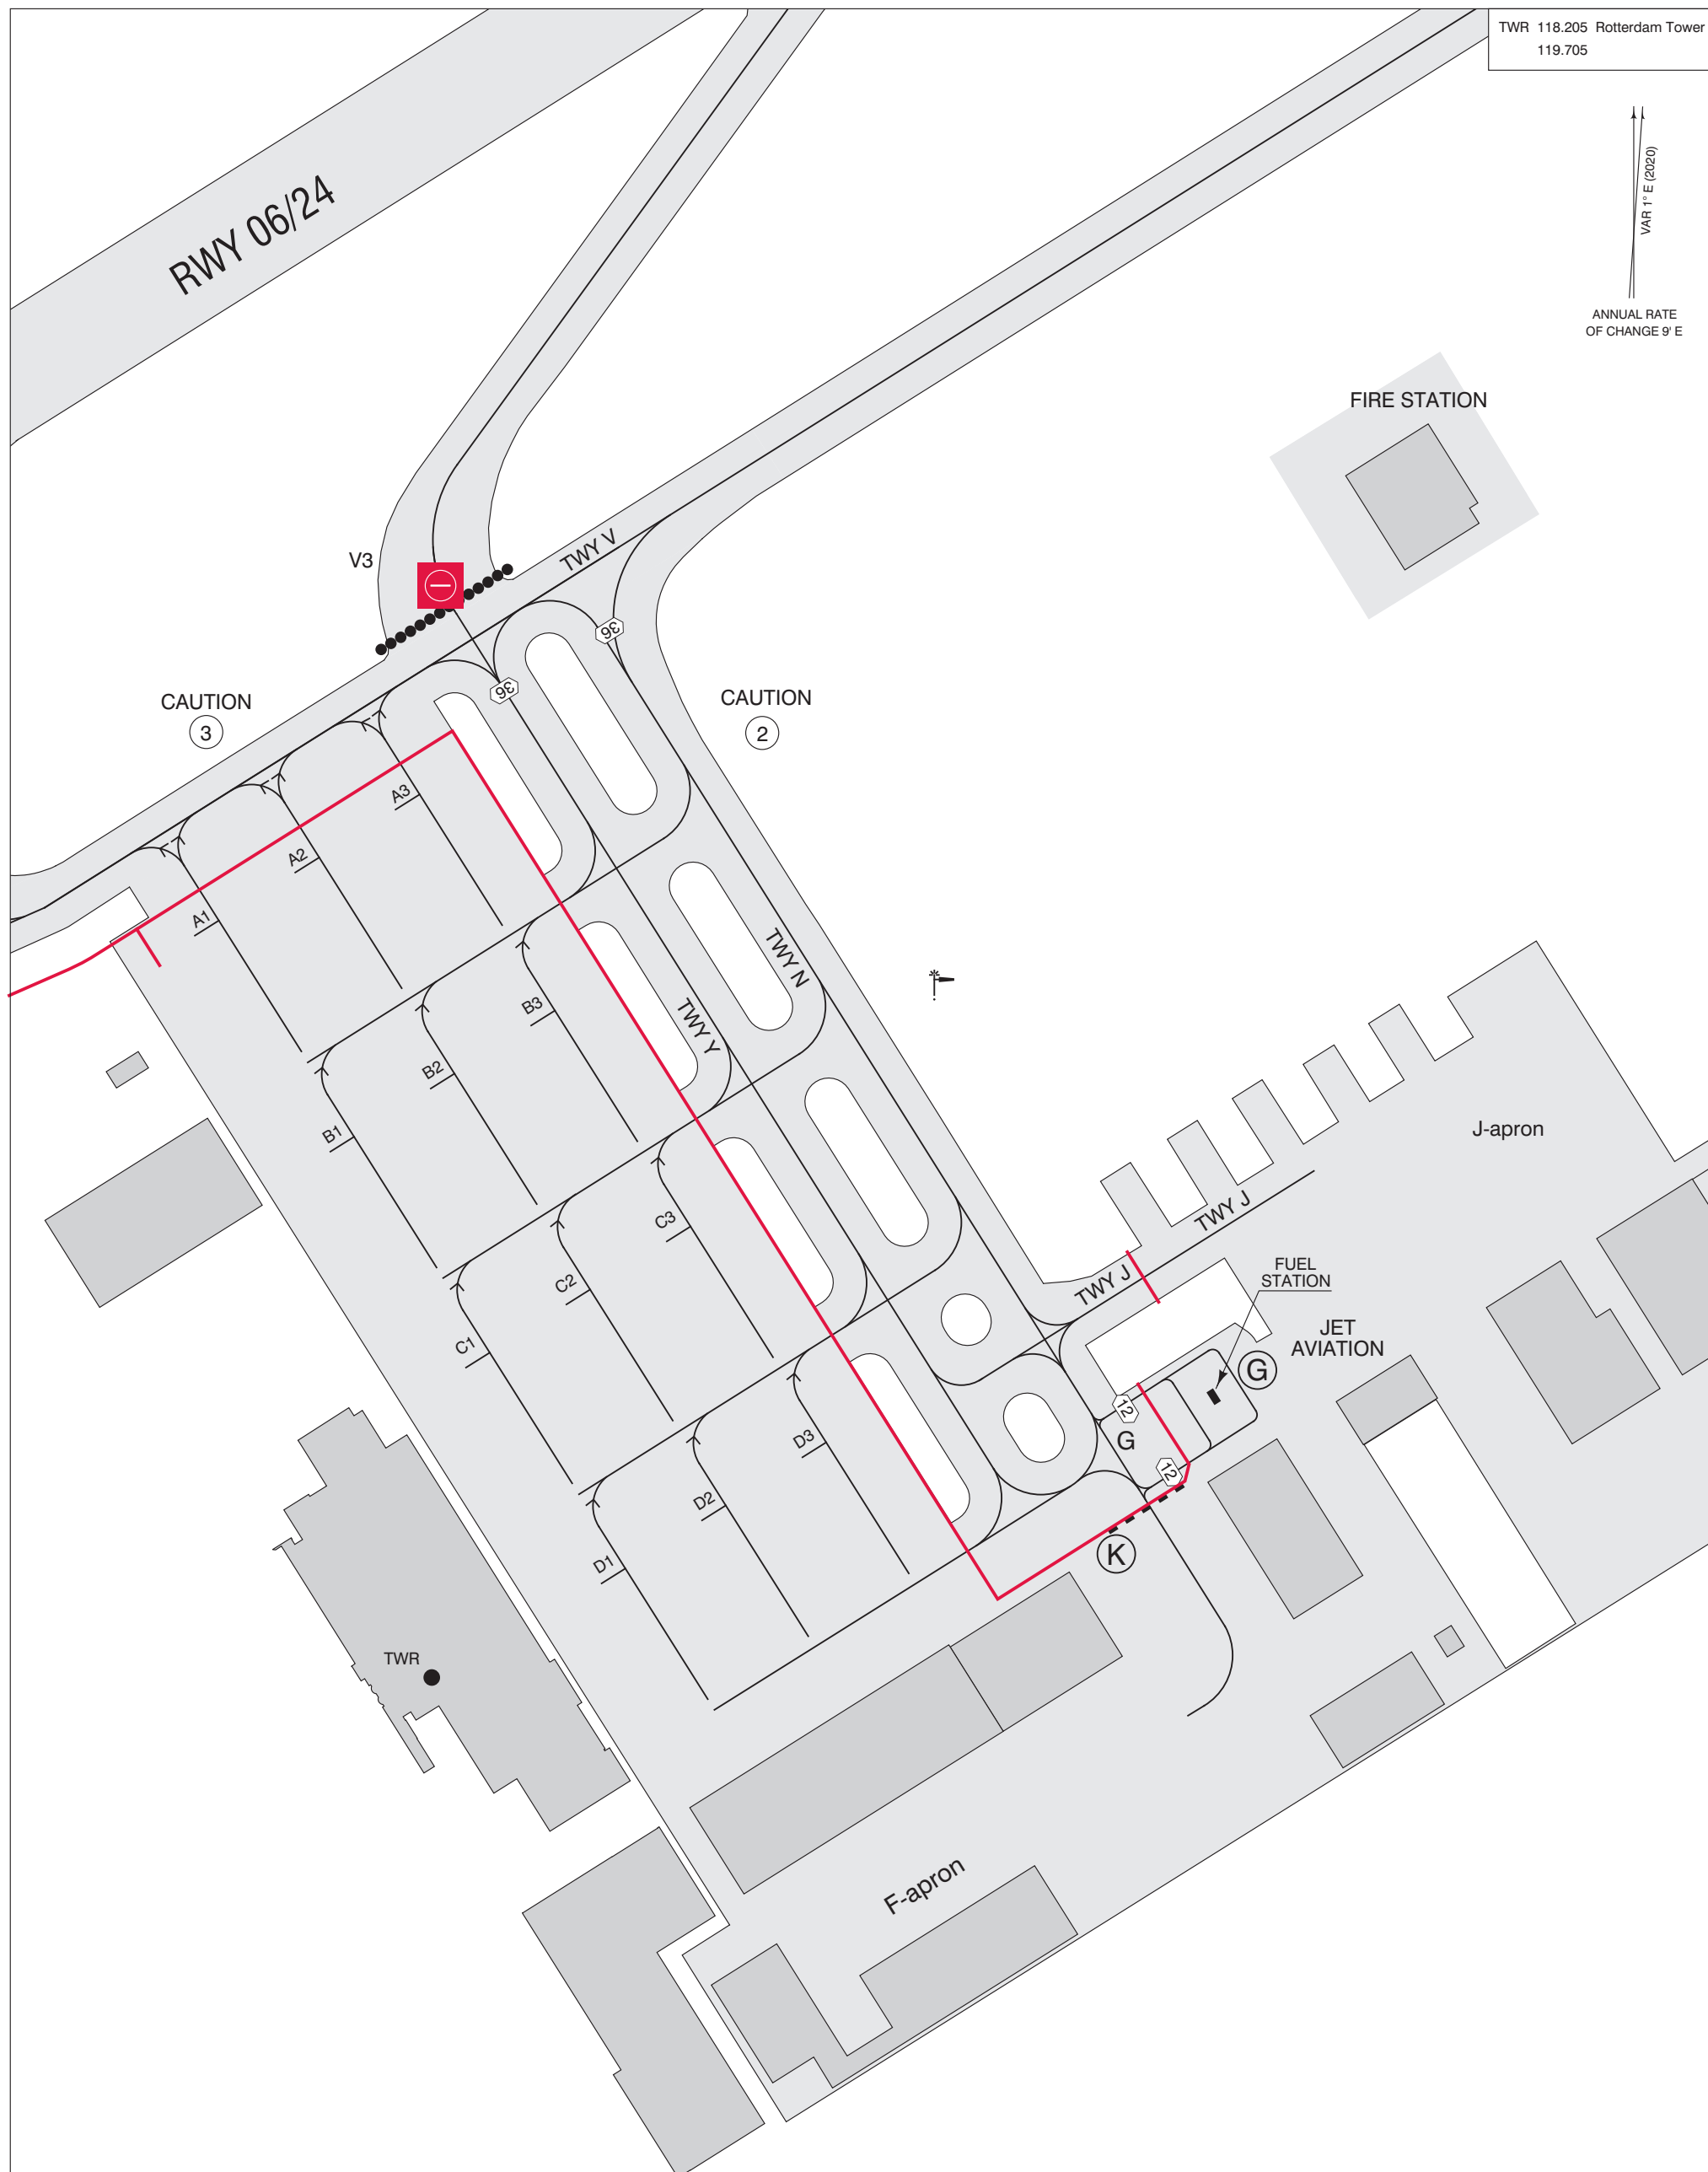 TWR 118.205 Rotterdam Tower
119.705
RWY 06/24
VAR 1° E (2020)
ANNUAL RATE
OF CHANGE 9' E
FIRE STATION
V3
TWY V
36
36
CAUTION
3
CAUTION
2
A3
A2
A1
TWY N
B3
TWY Y
B2
B1
J-apron
C3
TWY J
C2
TWY J
FUEL
STATION
C1
JET
AVIATION
G
12
G
D3
12
D2
K
D1
TWR
F-apron